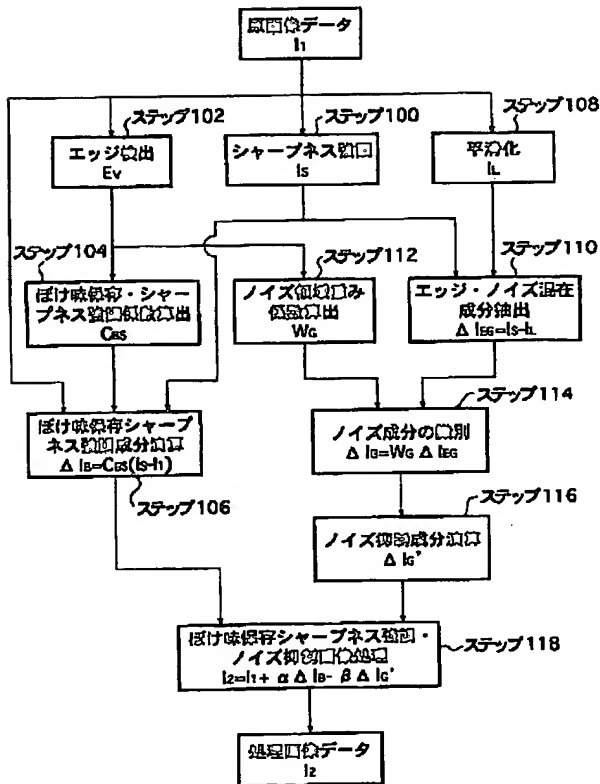 原画像データ
I1
ステップ102
ステップ100
ステップ108
エッジ検出
EV
シャープネス強調
IS
平滑化
IL
ステップ104
ステップ112
ステップ110
ぼけ味保存・シャー
プネス強調係数算出
CBS
ノイズ領域重み
係数算出
WG
エッジ・ノイズ混在
成分抽出
Δ IEG=IS-IL
ステップ114
ぼけ味保存シャープ
ネス強調成分演算
Δ IB=CBS(IS-I1)
ノイズ成分の識別
Δ IG=WG Δ IEG
ステップ106
ステップ116
ノイズ抑制成分演算
Δ IG'
ぼけ味保存シャープネス強調・
ノイズ抑制画像処理
I2=I1+ α Δ IB- β Δ IG'
ステップ118
処理画像データ
I2